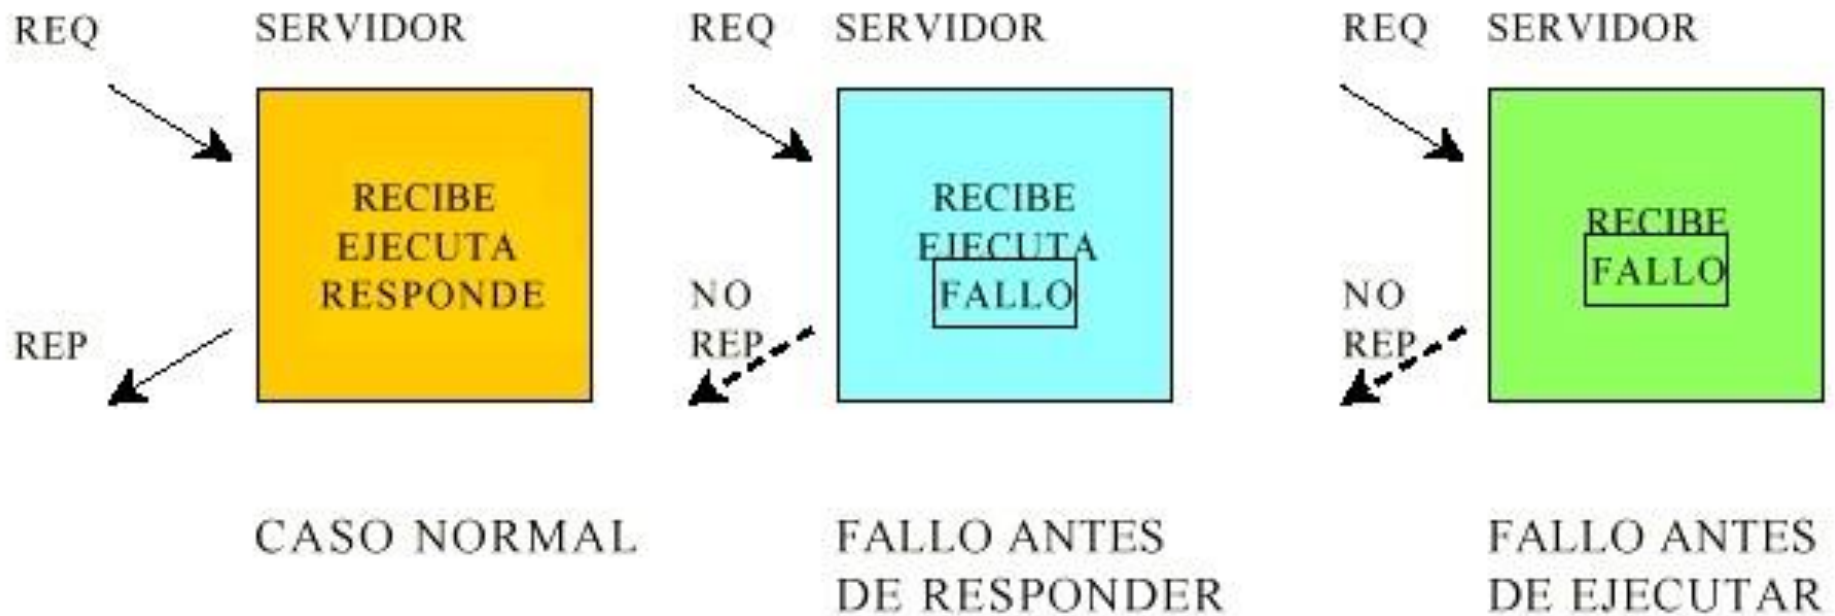 REQ
SERVIDOR
RECIBE
EJECUTA
RESPONDE
REP
CASO NORMAL
REQ
SERVIDOR
RECIBE
EJECUTA
FALLO
NO
REP
FALLO ANTES
DE RESPONDER
REQ
SERVIDOR
RECIBE
FALLO
NO
REP
FALLO ANTES
DE EJECUTAR